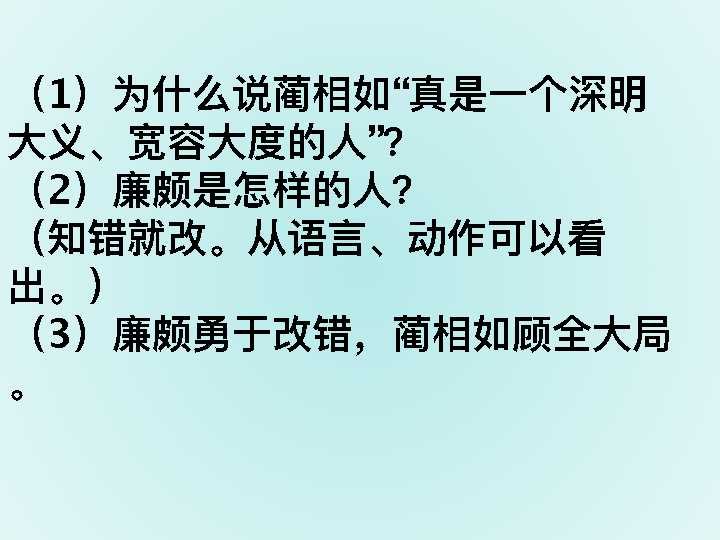 （1）为什么说蔺相如“真是一个深明
大义、宽容大度的人”？
（2）廉颇是怎样的人？
（知错就改。从语言、动作可以看
出。）
（3）廉颇勇于改错，蔺相如顾全大局
。